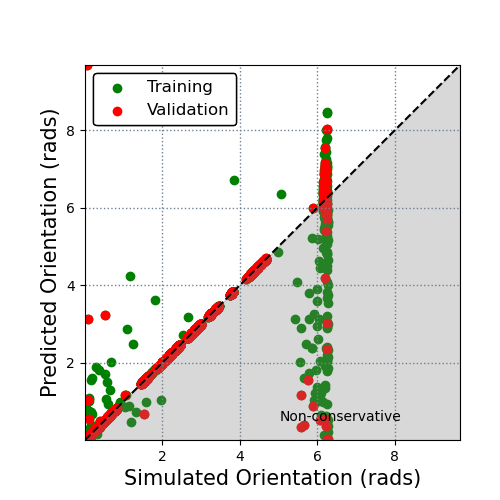 Training
Validation
Predicted Orientation (rads)
8
6
4
2
Non-conservative
2
4
6
8
Simulated Orientation (rads)